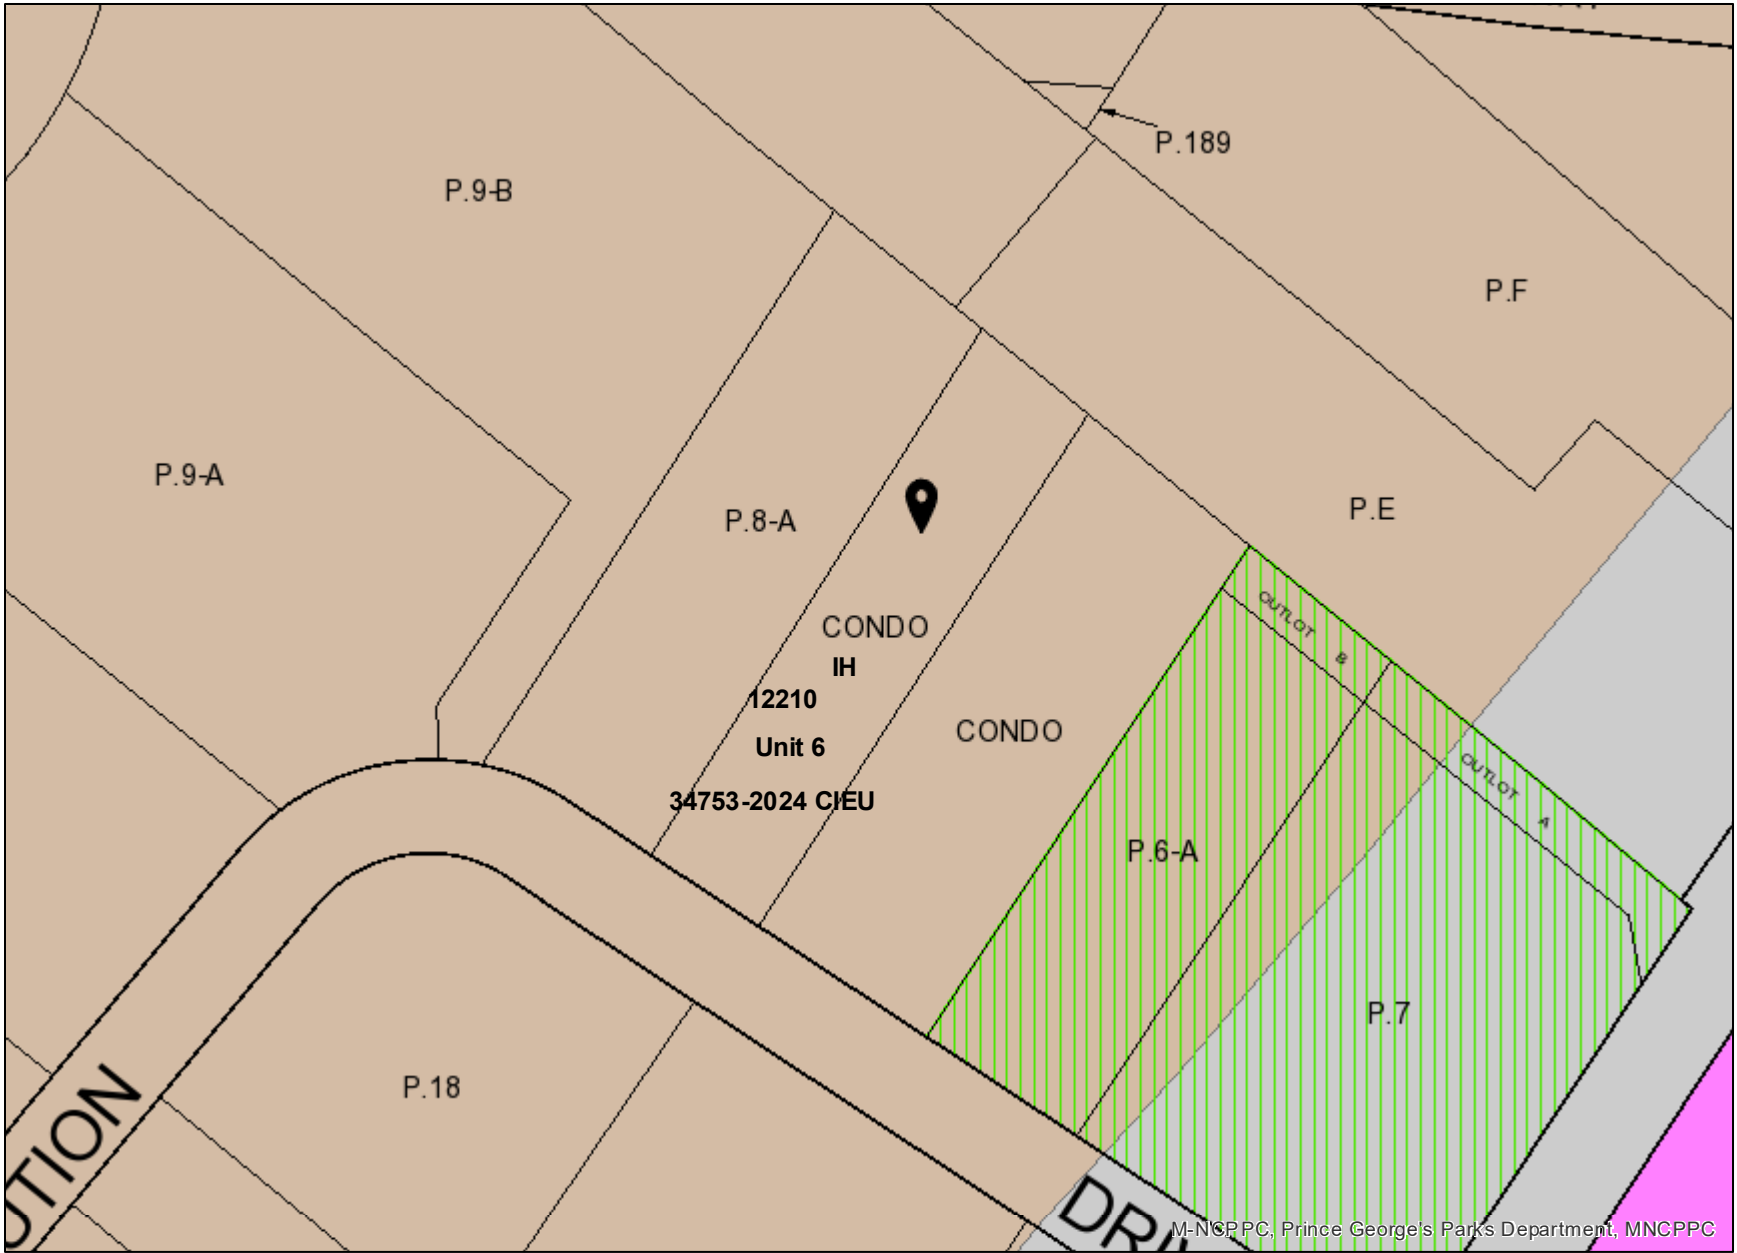 P.189
P.9-B
P.F
P.9-A
P.E
P.8-A
OUTLOT
B
CONDO
IH
12210
Unit 6
CONDO
34753-2024 CIEU
OUTLOT
A
P.6-A
P.7
P.18
UTION
M-NCPPC, Prince George's Parks Department, MNCPPC